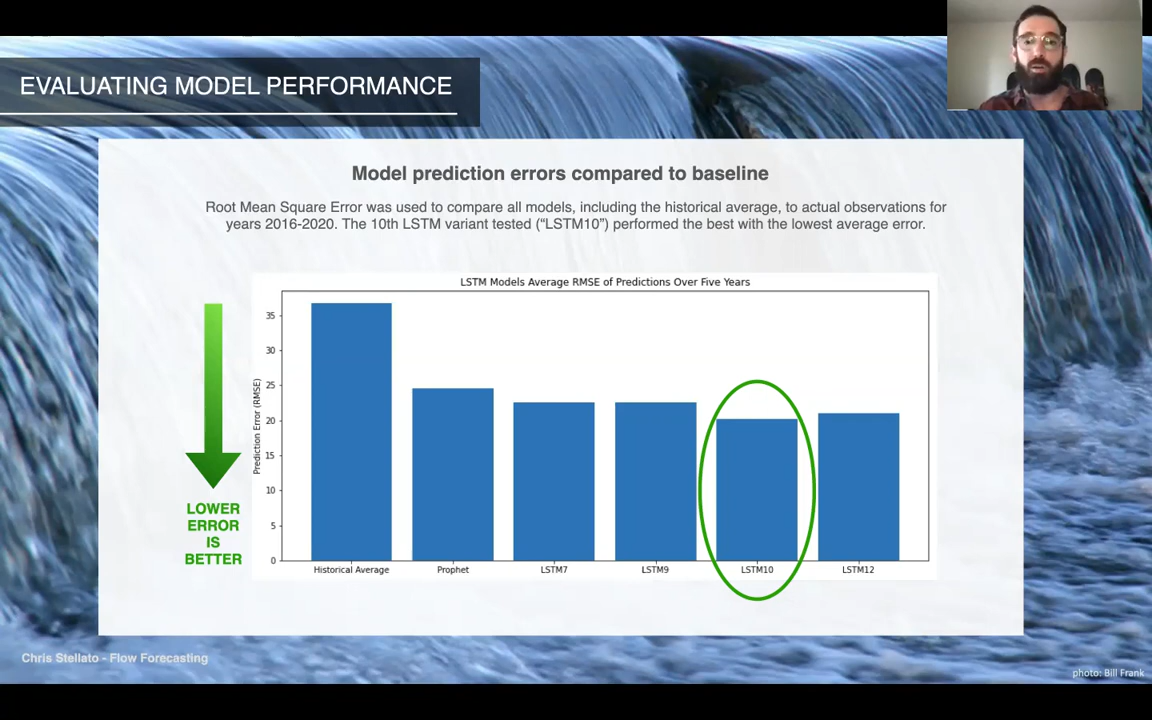 EVALUATING MODEL PERFORMANCE
Model prediction errors compared to baseline
Root Mean Square Error was used to compare all models, including the historical average, to actual observations for
years 2016-2020. The 10th LSTM variant tested (“LSTM10”) performed the best with the lowest average error.
LSTM Models Average RMSE of Predictions Over Five Years
Prediction Error (RMSE)
35
30
25
20
15
10
5
0
Historical Average
Prophet
LSTM7
LSTM9
LSTM10
LSTM12
LOWER
ERROR
IS
BETTER
Chris Stellato - Flow Forecasting
photo: Bill Frank